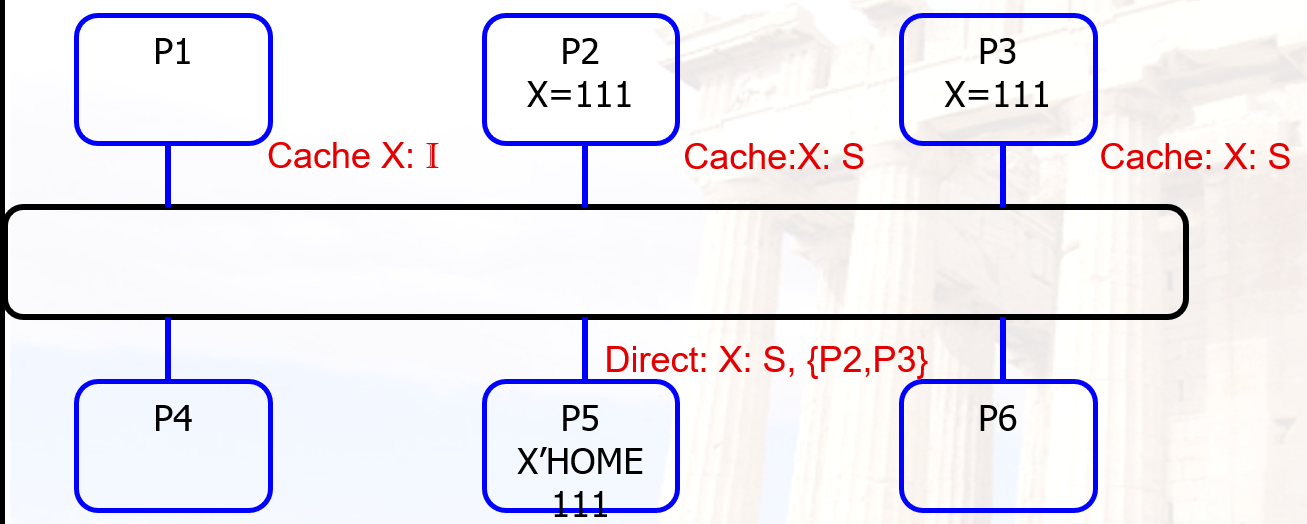 P1
P2
X=111
P3
X=111
Cache X: I
Cache:X: S
Cache: X: S
Direct: X: S, {P2,P3}
P4
P5
X’HOME
111
P6